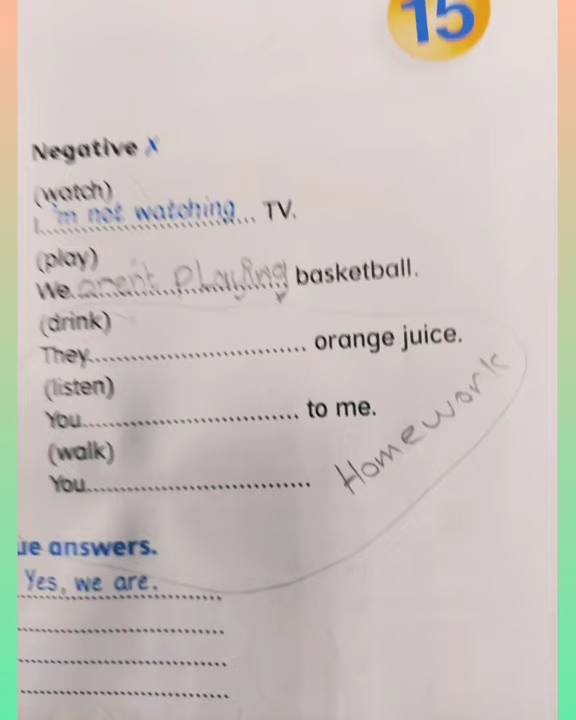 15
Negative X
(watch)
I 'm not watching TV.
(play)
We aren't playing basketball.
(drink)
They.............................. orange juice.
(listen)
You.............................. to me.
(walk)
You..............................
Homework
ue answers.
Yes, we are.